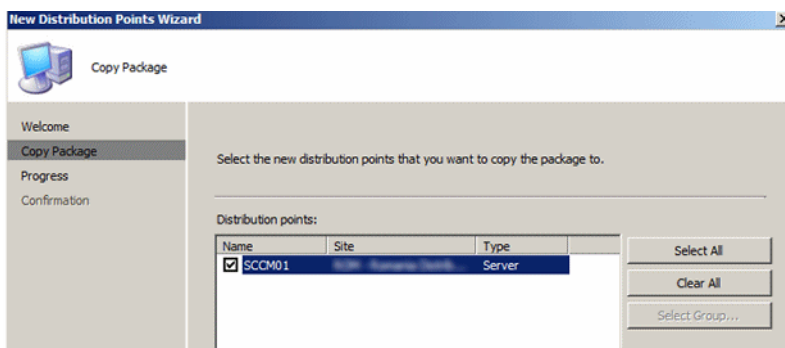 New Distribution Points Wizard
Copy Package
Welcome
Copy Package
Progress
Confirmation
Select the new distribution points that you want to copy the package to.
Distribution points:
Name Site Type
SCCM01 Server
Select All
Clear All
Select Group...